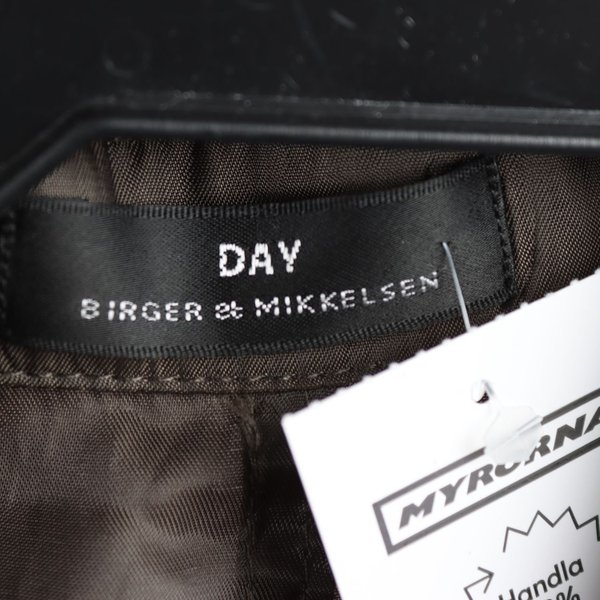 DAY
BIRGER et MIKKELSEN
MYRORNA
Handla
%